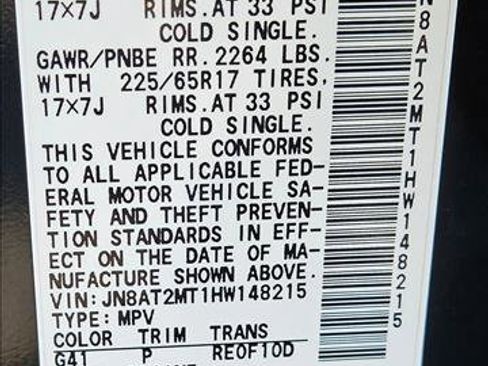 17×7J RIMS.AT 33 PSI
COLD SINGLE.
GAWR/PNBE RR.2264 LBS.
WITH 225/65R17 TIRES,
17×7J RIMS.AT 33 PSI
COLD SINGLE.
THIS VEHICLE CONFORMS
TO ALL APPLICABLE FED-
ERAL MOTOR VEHICLE SA-
FETY AND THEFT PREVEN-
TION STANDARDS IN EFF-
ECT ON THE DATE OF MA-
NUFACTURE SHOWN ABOVE.
VIN:JN8AT2MT1HW148215
TYPE:MPV
COLOR TRIM TRANS
G41 P RE0F10D
N8AT2MT1HW148215